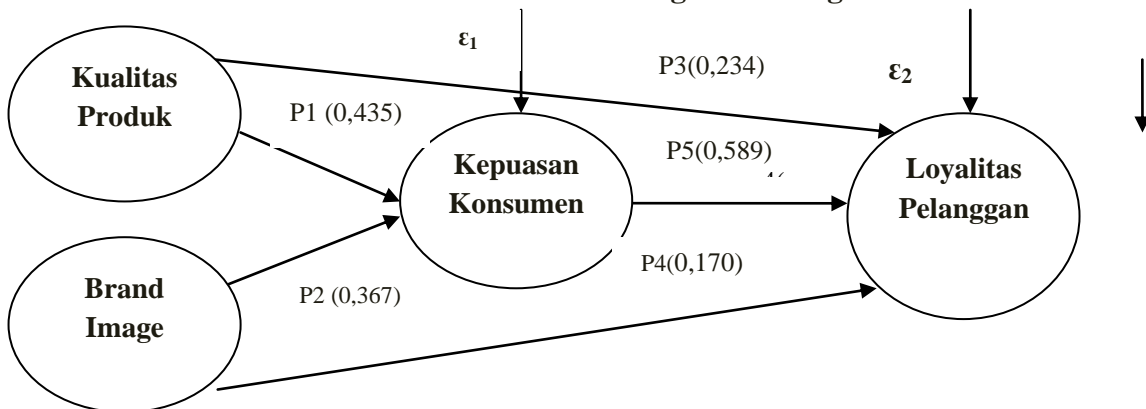 ε1
P3(0,234)
ε2
Kualitas
Produk
P1 (0,435)
Kepuasan
Konsumen
P5(0,589)
Loyalitas
Pelanggan
P4(0,170)
Brand
Image
P2 (0,367)